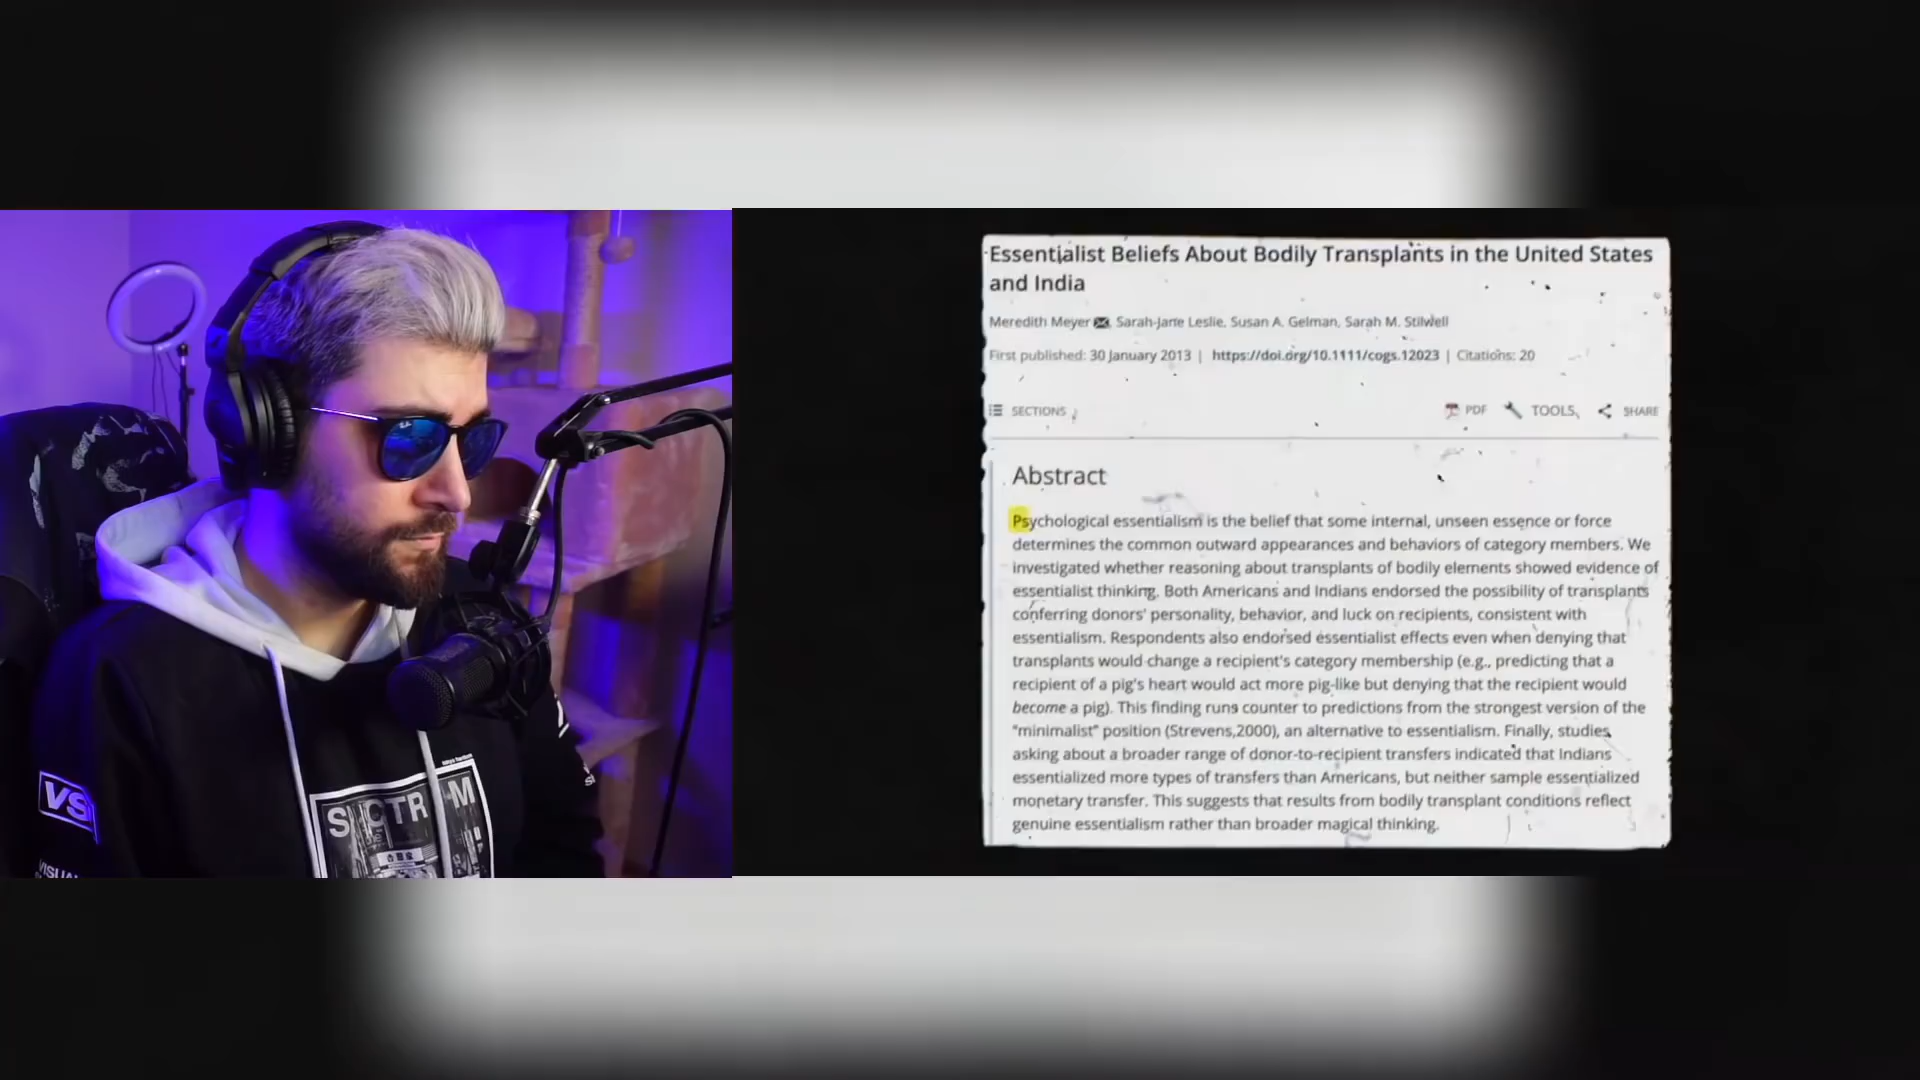 Essentialist Beliefs About Bodily Transplants in the United States
and India
Meredith Meyer, Sarah-Jane Leslie, Susan A. Gelman, Sarah M. Stilwell
First published: 30 January 2013 | https://doi.org/10.1111/cogs.12023 | Citations: 20
SECTIONS PDF TOOLS SHARE
Abstract
Psychological essentialism is the belief that some internal, unseen essence or force
determines the common outward appearances and behaviors of category members. We
investigated whether reasoning about transplants of bodily elements showed evidence of
essentialist thinking. Both Americans and Indians endorsed the possibility of transplants
conferring donors' personality, behavior, and luck on recipients, consistent with
essentialism. Respondents also endorsed essentialist effects even when denying that
transplants would change a recipient's category membership (e.g., predicting that a
recipient of a pig's heart would act more pig-like but denying that the recipient would
become a pig). This finding runs counter to predictions from the strongest version of the
"minimalist" position (Strevens,2000), an alternative to essentialism. Finally, studies
asking about a broader range of donor-to-recipient transfers indicated that Indians
essentialized more types of transfers than Americans, but neither sample essentialized
monetary transfer. This suggests that results from bodily transplant conditions reflect
genuine essentialism rather than broader magical thinking.
VS